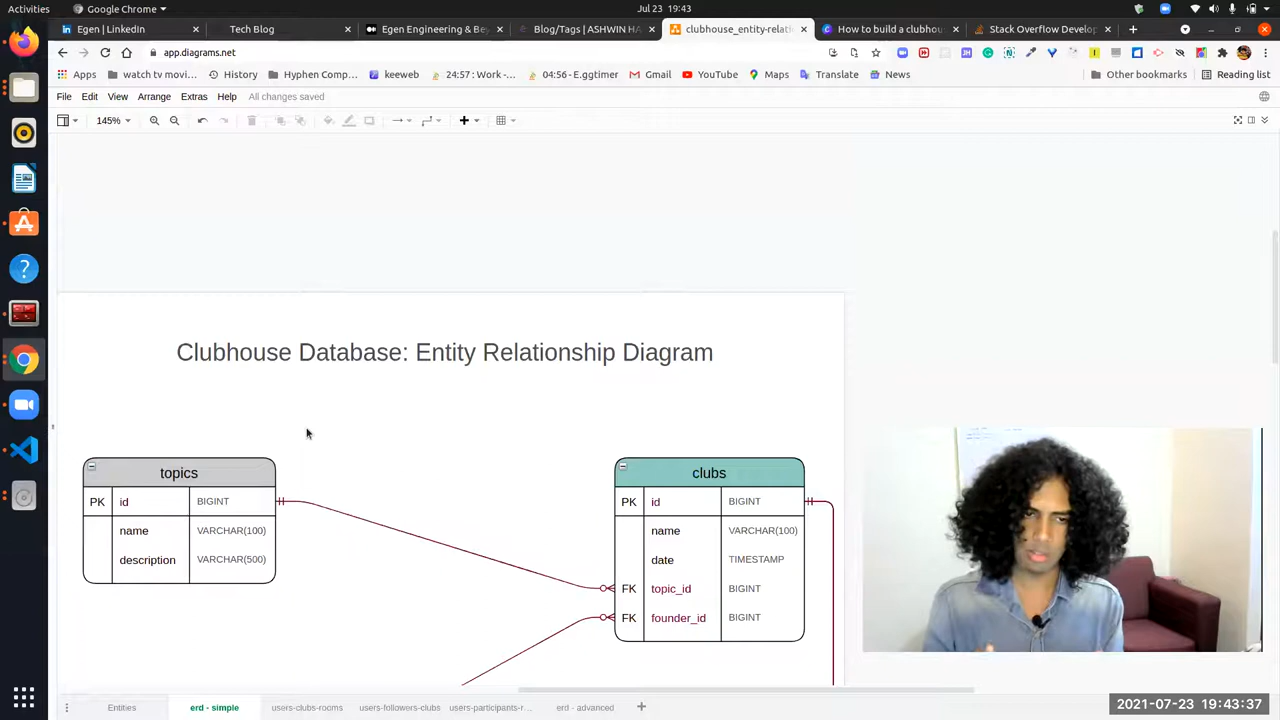 Activities
Google Chrome
Jul 23 19:43
Egen | LinkedIn
Tech Blog
Egen Engineering & Bey
Blog/Tags | ASHWIN HA
clubhouse_entity-relati
How to build a clubhous
Stack Overflow Develop
app.diagrams.net
Apps
watch tv movi...
History
Hyphen Comp...
keeweb
24:57 : Work -...
04:56 - E.ggtimer
Gmail
YouTube
Maps
Translate
News
Other bookmarks
Reading list
File Edit View Arrange Extras Help All changes saved
145%
Clubhouse Database: Entity Relationship Diagram
topics
PK id BIGINT
name VARCHAR(100)
description VARCHAR(500)
clubs
PK id BIGINT
name VARCHAR(100)
date TIMESTAMP
FK topic_id BIGINT
FK founder_id BIGINT
Entities
erd - simple
users-clubs-rooms
users-followers-clubs
users-participants-r...
erd - advanced
2021-07-23 19:43:37